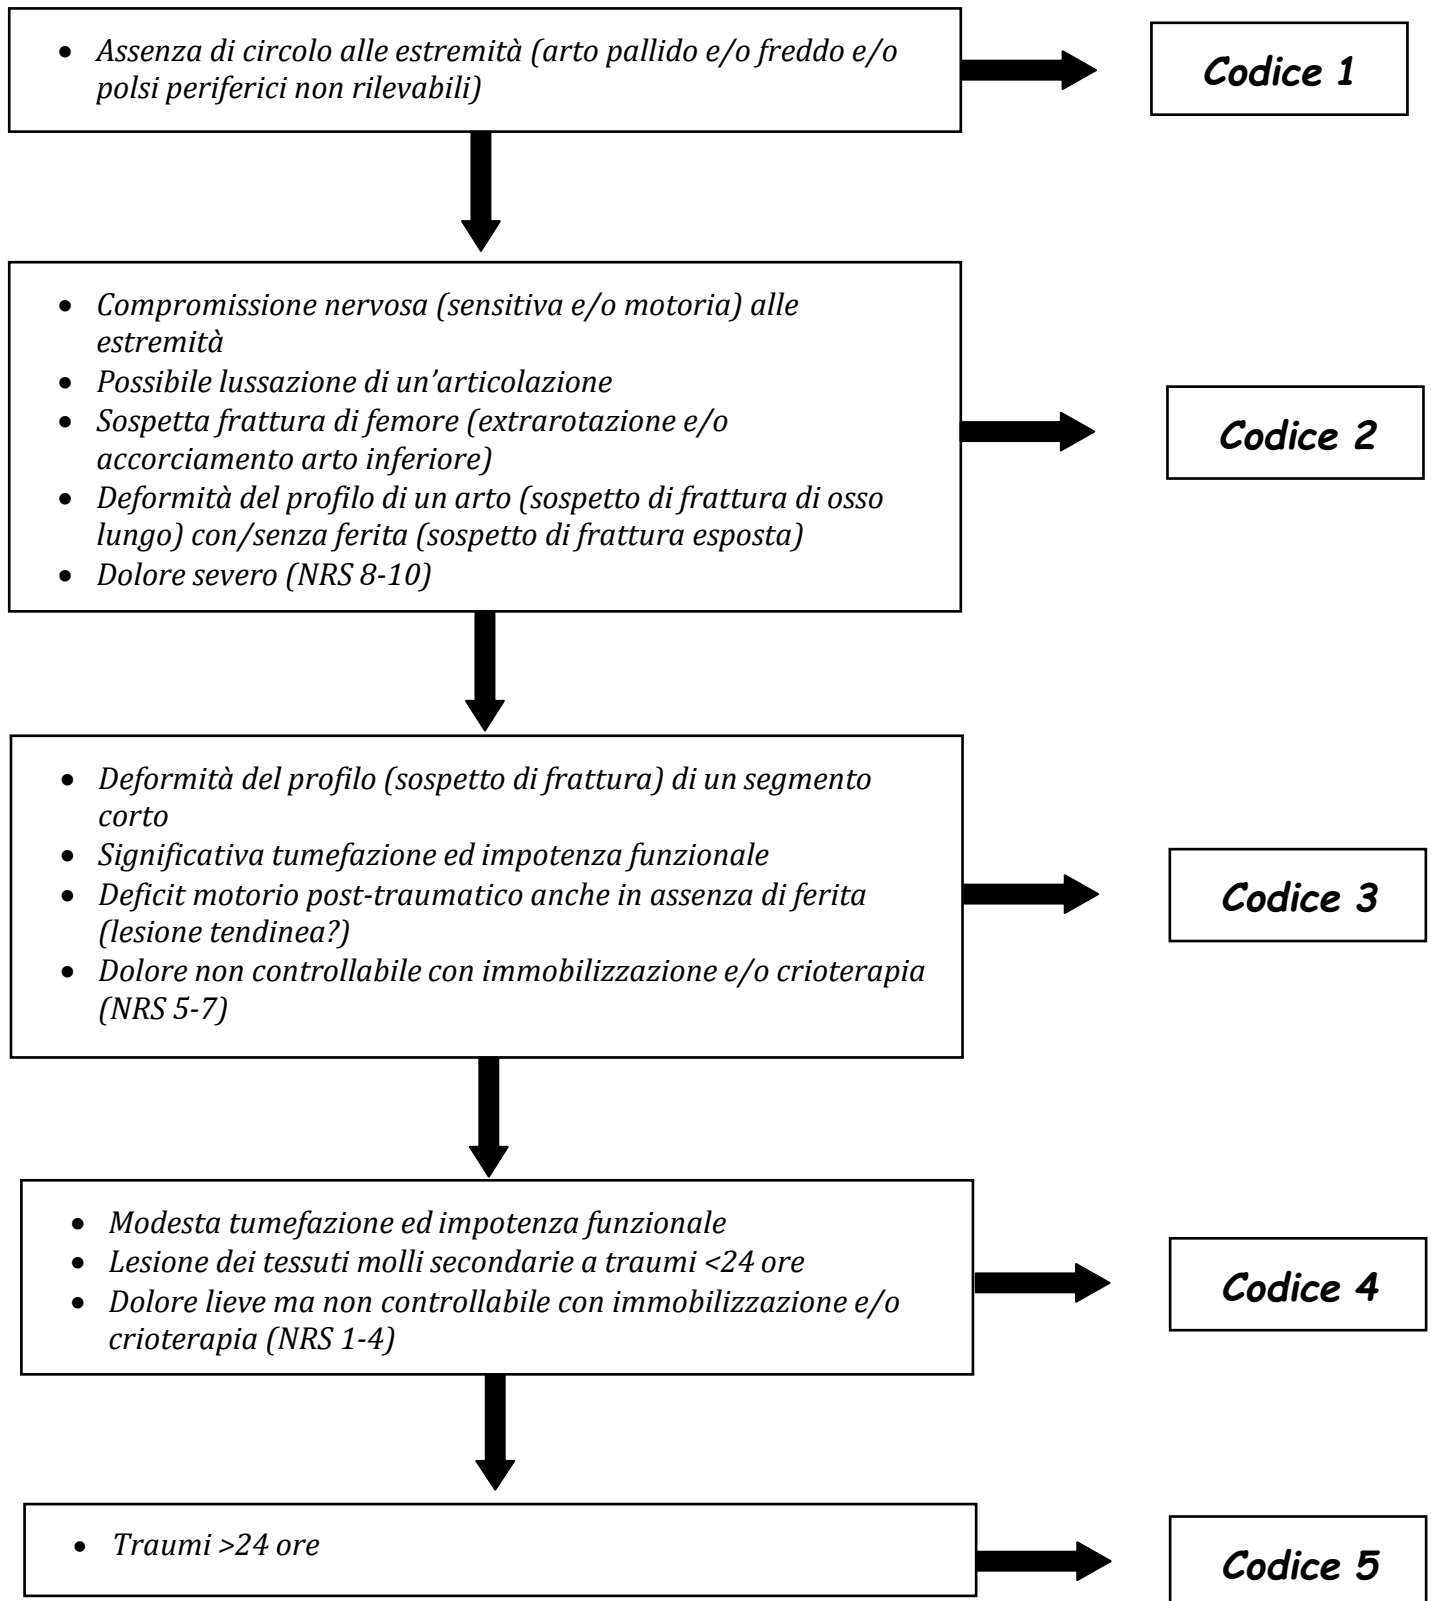 • Assenza di circolo alle estremità (arto pallido e/o freddo e/o
polsi periferici non rilevabili)
Codice 1
• Compromissione nervosa (sensitiva e/o motoria) alle
estremità
• Possibile lussazione di un’articolazione
• Sospetta frattura di femore (extrarotazione e/o
accorciamento arto inferiore)
• Deformità del profilo di un arto (sospetto di frattura di osso
lungo) con/senza ferita (sospetto di frattura esposta)
• Dolore severo (NRS 8-10)
Codice 2
• Deformità del profilo (sospetto di frattura) di un segmento
corto
• Significativa tumefazione ed impotenza funzionale
• Deficit motorio post-traumatico anche in assenza di ferita
(lesione tendinea?)
• Dolore non controllabile con immobilizzazione e/o crioterapia
(NRS 5-7)
Codice 3
• Modesta tumefazione ed impotenza funzionale
• Lesione dei tessuti molli secondarie a traumi <24 ore
• Dolore lieve ma non controllabile con immobilizzazione e/o
crioterapia (NRS 1-4)
Codice 4
• Traumi >24 ore
Codice 5